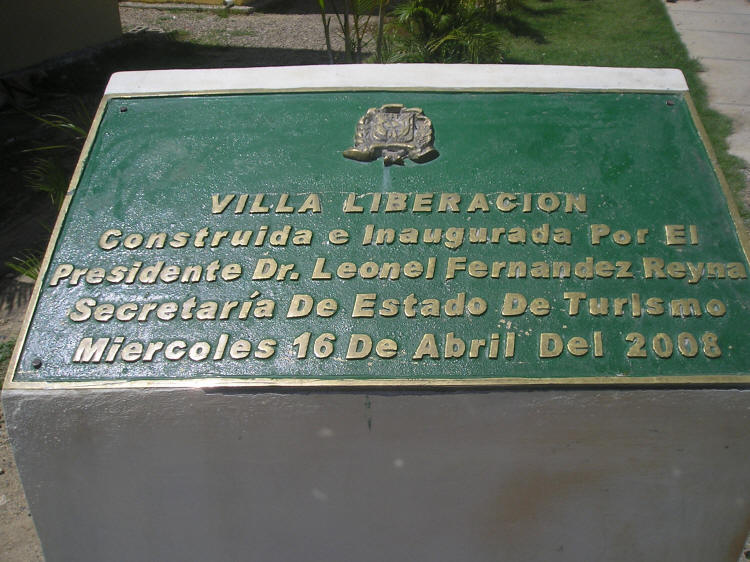 VILLA LIBERACION
Construida e Inaugurada Por El
Presidente Dr. Leonel Fernandez Reyna
Secretaría De Estado De Turismo
Miercoles 16 De Abril Del 2008